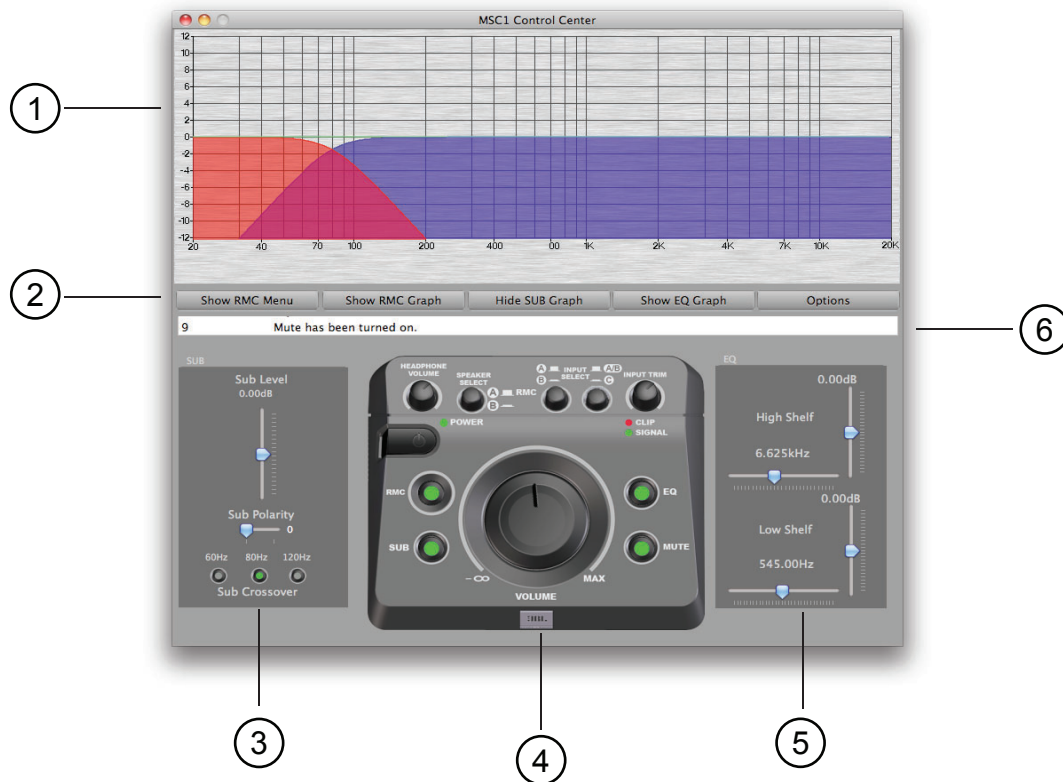 MSC1 Control Center
12
10
8
6
4
2
0
-2
-4
-6
-8
-10
-12
20 40 70 100 200 400 00 1K 2K 4K 7K 10K 20K
1
2
Show RMC Menu Show RMC Graph Hide SUB Graph Show EQ Graph Options
9 Mute has been turned on.
6
SUB
Sub Level
0.00dB
Sub Polarity
0
60Hz 80Hz 120Hz
Sub Crossover
HEADPHONE
VOLUME
SPEAKER
SELECT
A RMC
B
A INPUT A/B
B SELECT C
INPUT TRIM
POWER
CLIP
SIGNAL
RMC
EQ
SUB
MUTE
-∞ MAX
VOLUME
EQ
0.00dB
High Shelf
6.625kHz
0.00dB
Low Shelf
545.00Hz
3
4
5